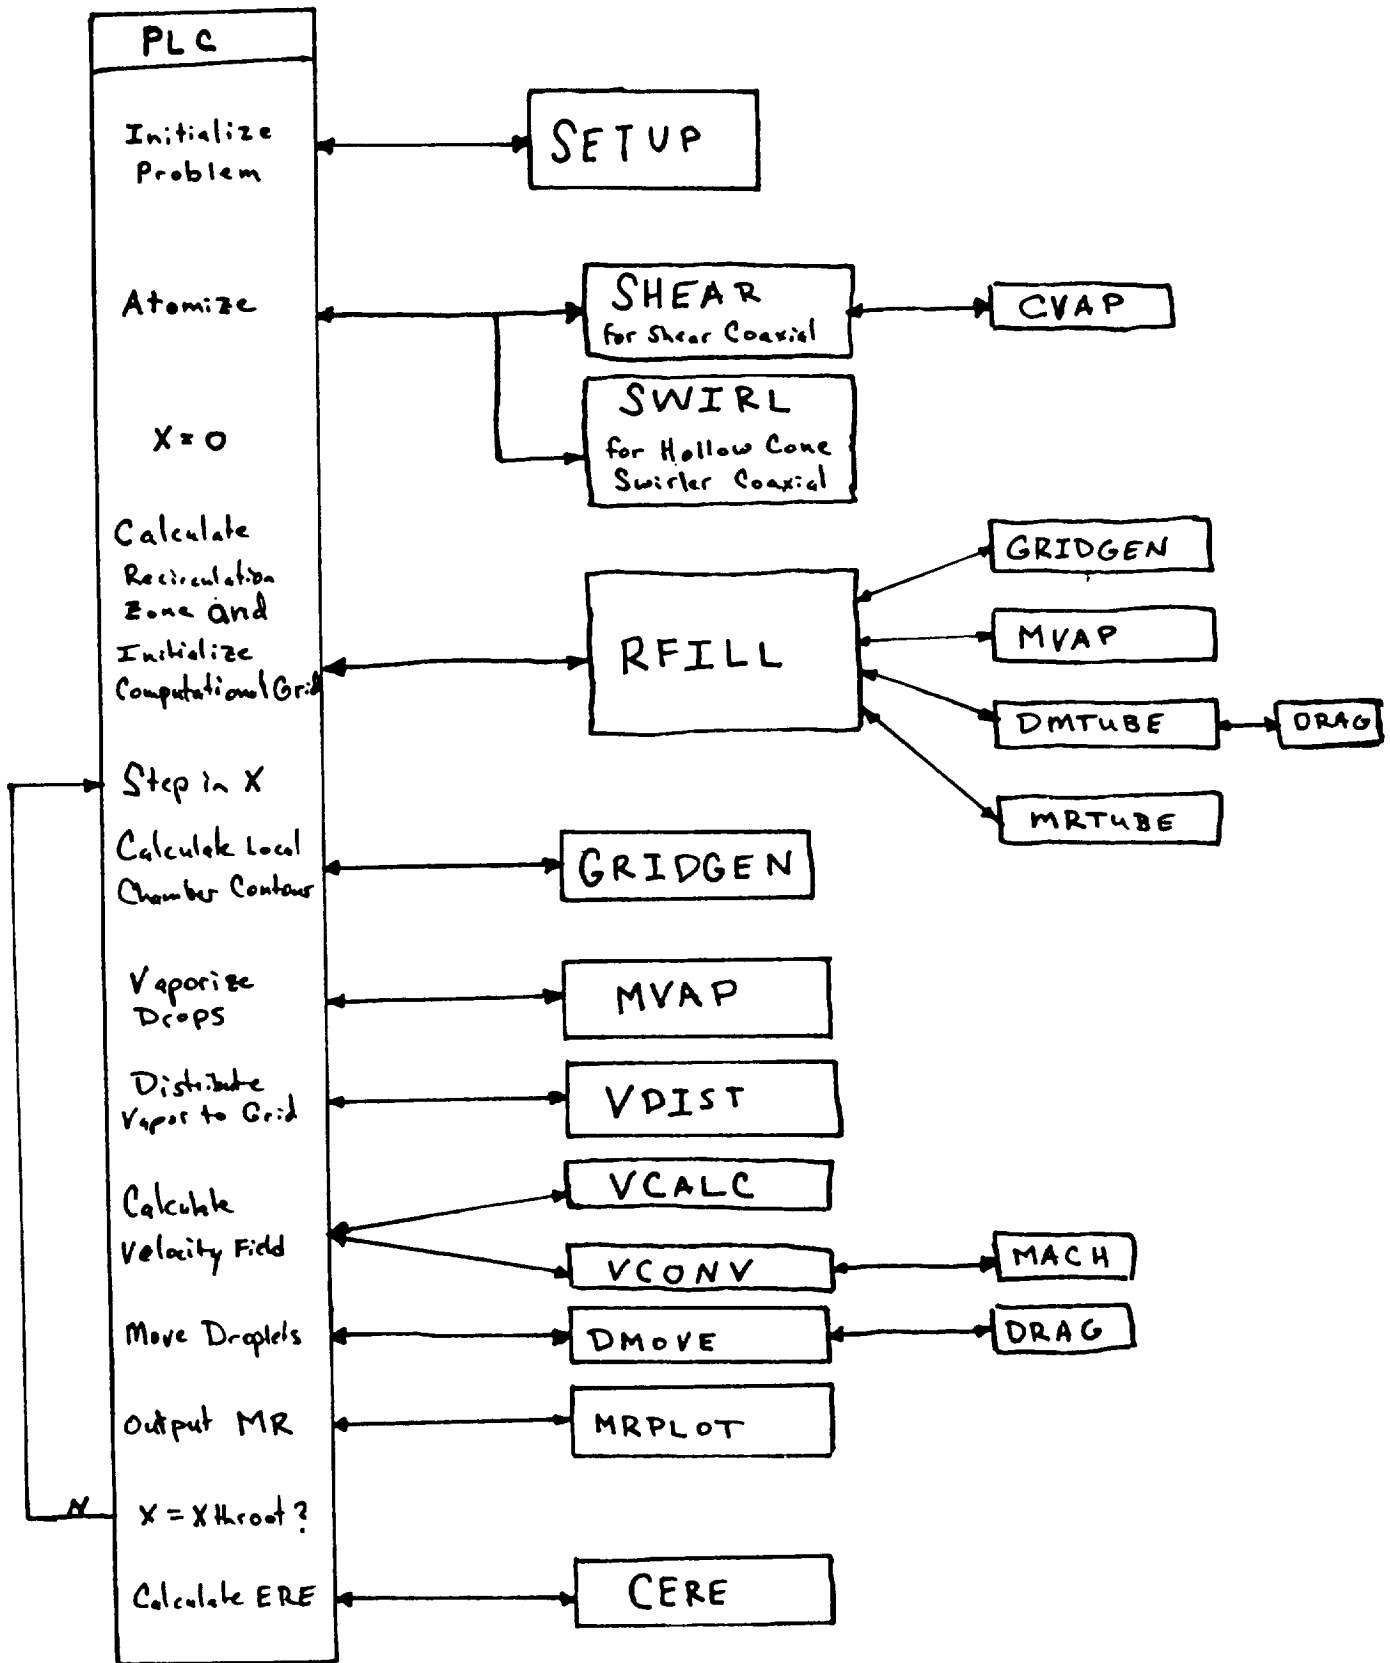 PLC
Initialize
Problem
SETUP
Atomize
SHEAR
for Shear Coaxial
CVAP
SWIRL
for Hollow Cone
Swirler Coaxial
X = 0
Calculate
Recirculation
Zone and
Initialize
Computational Grid
RFILL
GRIDGEN
MVAP
DMTUBE
DRAG
MRTUBE
Step in X
Calculate Local
Chamber Contour
GRIDGEN
Vaporize
Drops
MVAP
Distribute
Vapor to Grid
VDIST
Calculate
Velocity Field
VCALC
VCONV
MACH
Move Droplets
DMOVE
DRAG
Output MR
MRPLOT
N
X = X throat?
Calculate ERE
CERE